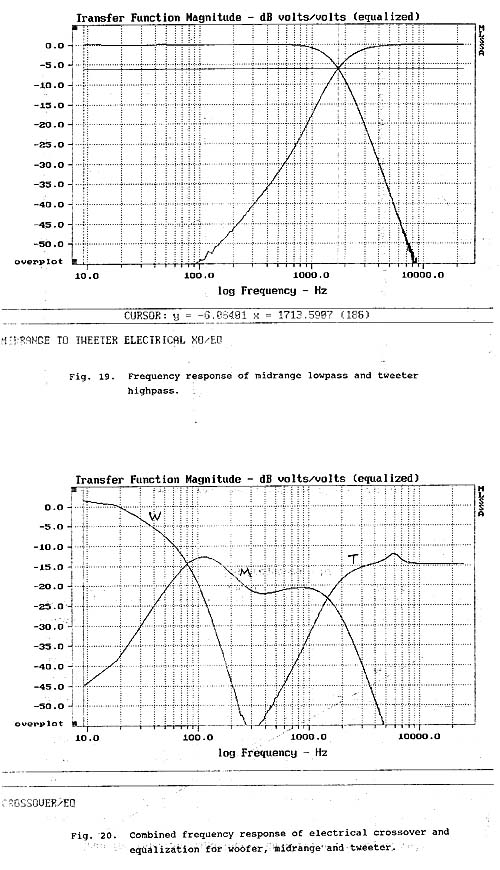 Transfer Function Magnitude - dB volts/volts (equalized)
MLSSA
0.0
-5.0
-10.0
-15.0
-20.0
-25.0
-30.0
-35.0
-40.0
-45.0
-50.0
overplot
10.0 100.0 1000.0 10000.0
log Frequency - Hz
CURSOR: y = -6.06401 x = 1713.5987 (186)
MIDRANGE TO TWEETER ELECTRICAL XO/EQ
Fig. 19. Frequency response of midrange lowpass and tweeter
highpass.
Transfer Function Magnitude - dB volts/volts (equalized)
MLSSA
0.0
-5.0
-10.0
-15.0
-20.0
-25.0
-30.0
-35.0
-40.0
-45.0
-50.0
overplot
W
M
T
10.0 100.0 1000.0 10000.0
log Frequency - Hz
CROSSOVER/EQ
Fig. 20. Combined frequency response of electrical crossover and
equalization for woofer, midrange and tweeter.